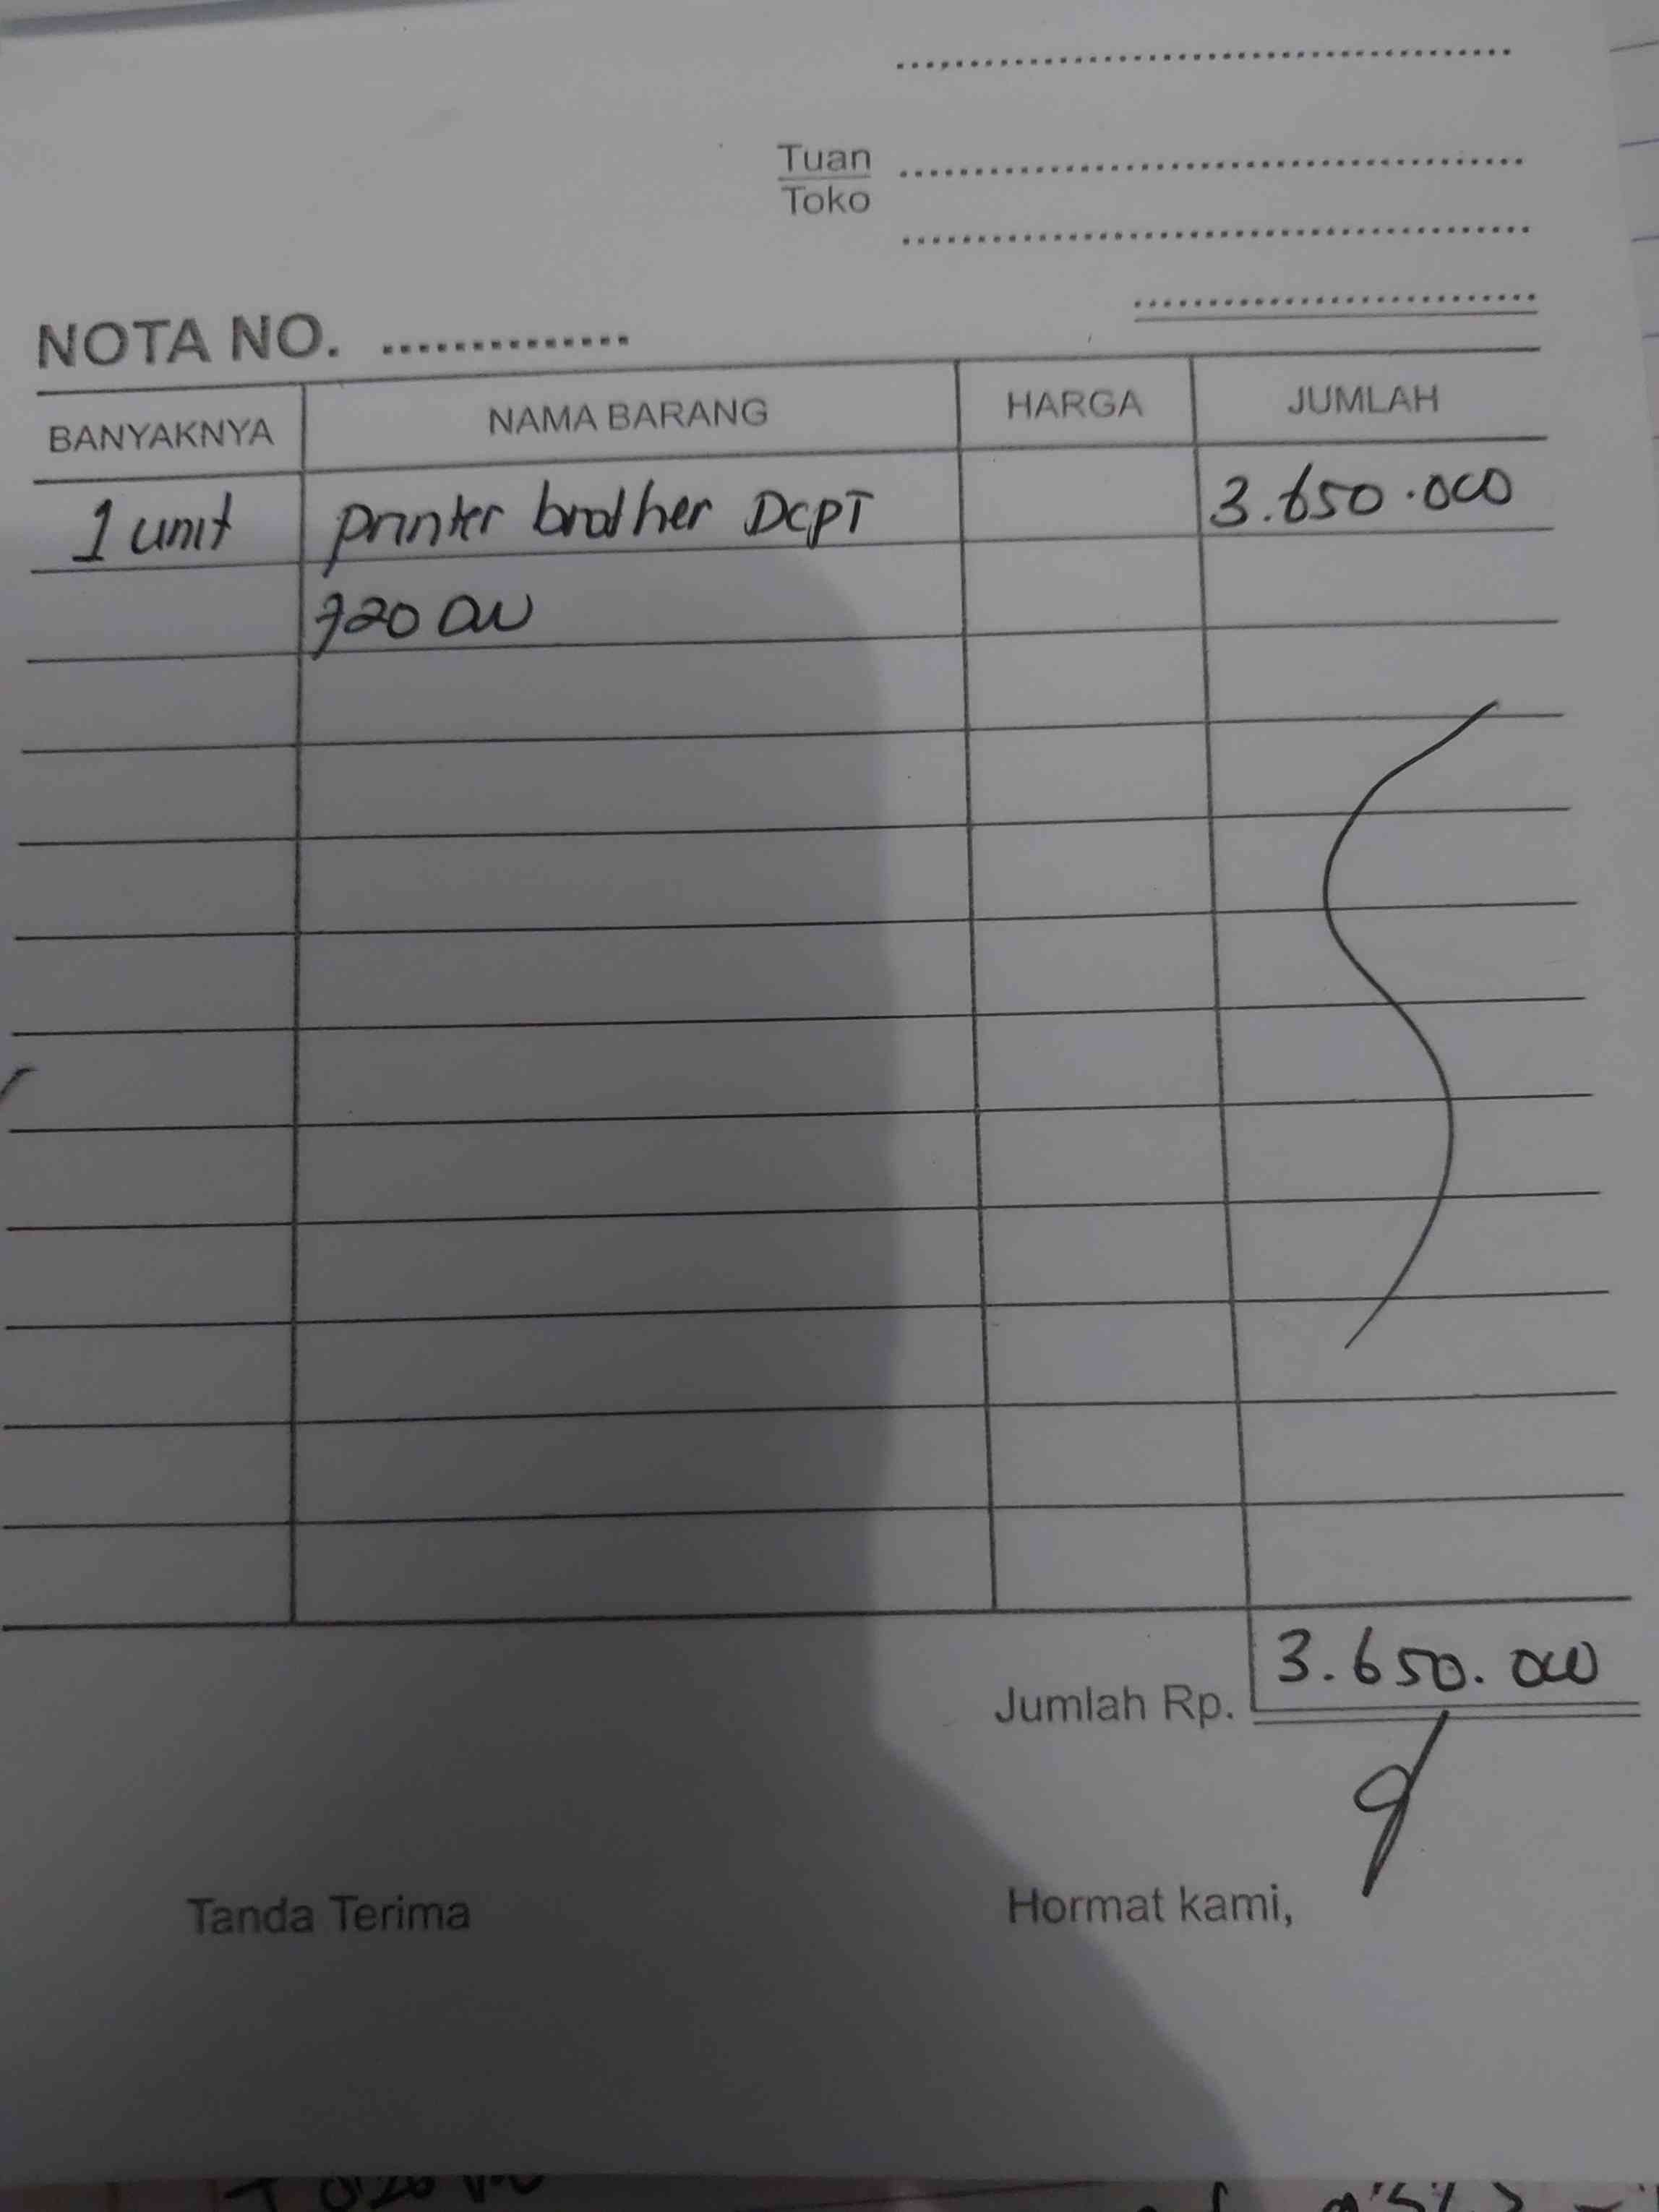 Tuan
Toko
NOTA NO. ..............
BANYAKNYA NAMA BARANG HARGA JUMLAH
1 unit printer brother DCPT 3.650.000
720 DW
Jumlah Rp. 3.650.000
Tanda Terima Hormat kami,